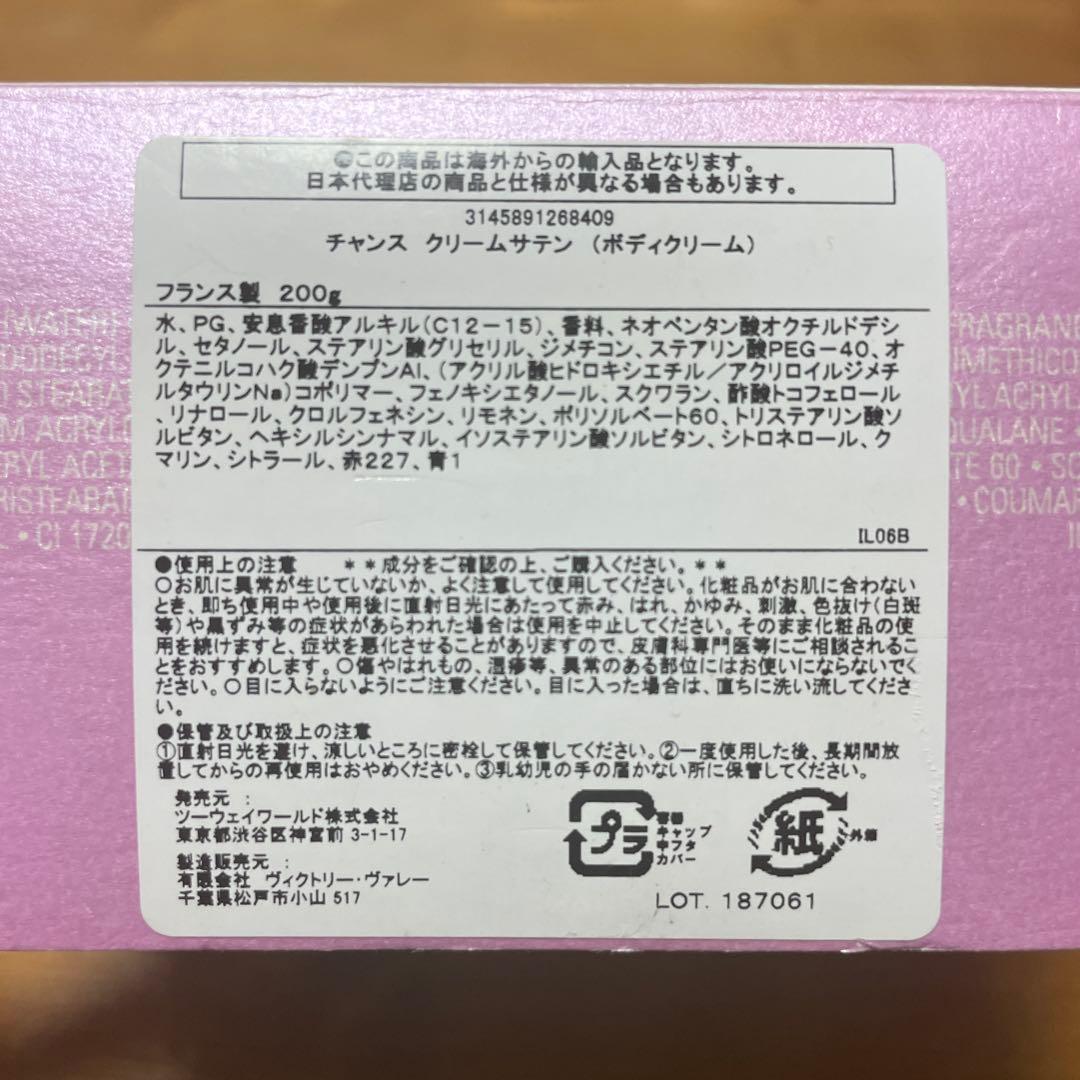 ●この商品は海外からの輸入品となります。
日本代理店の商品と仕様が異なる場合もあります。
3145891268409
チャンス クリームサテン (ボディクリーム)
フランス製 200g
水、PG、安息香酸アルキル(C12-15)、香料、ネオペンタン酸オクチルドデシ
ル、セタノール、ステアリン酸グリセリル、ジメチコン、ステアリン酸PEG-40、オ
クテニルコハク酸デンプンAl、(アクリル酸ヒドロキシエチル/アクリロイルジメチ
ルタウリンNa)コポリマー、フェノキシエタノール、スクワラン、酢酸トコフェロール
、リナロール、クロルフェネシン、リモネン、ポリソルベート60、トリステアリン酸ソ
ルビタン、ヘキシルシンナマル、イソステアリン酸ソルビタン、シトロネロール、ク
マリン、シトラール、赤227、青1
IL06B
●使用上の注意 **成分をご確認の上、ご購入ください。**
○お肌に異常が生じていないか、よく注意して使用してください。化粧品がお肌に合わない
とき、即ち使用中や使用後に直射日光にあたって赤み、はれ、かゆみ、刺激、色抜け(白斑
等)や黒ずみ等の症状があらわれた場合は使用を中止してください。そのまま化粧品の使
用を続けますと、症状を悪化させることがありますので、皮膚科専門医等にご相談されるこ
とをおすすめします。○傷やはれもの、湿疹等、異常のある部位にはお使いにならないでく
ださい。○目に入らないようにご注意ください。目に入った場合は、直ちに洗い流してくださ
い。
●保管及び取扱上の注意
①直射日光を避け、涼しいところに密栓して保管してください。②一度使用した後、長期間放
置してからの再使用はおやめください。③乳幼児の手の届かない所に保管してください。
発売元:
ツーウェイワールド株式会社
東京都渋谷区神宮前 3-1-17
製造販売元:
有限会社 ヴィクトリー・ヴァレー
千葉県松戸市小山 517
プラ
容器
キャップ
中フタ
カバー
紙
外箱
LOT. 187061
(WATER)
FRAGRANC
STEARAT
M ACRYL
YL ACRYL
QUALANE •
ERYL ACET
TE 60 • SO
RISTEARAT
• COUMAR
L • CI 1720